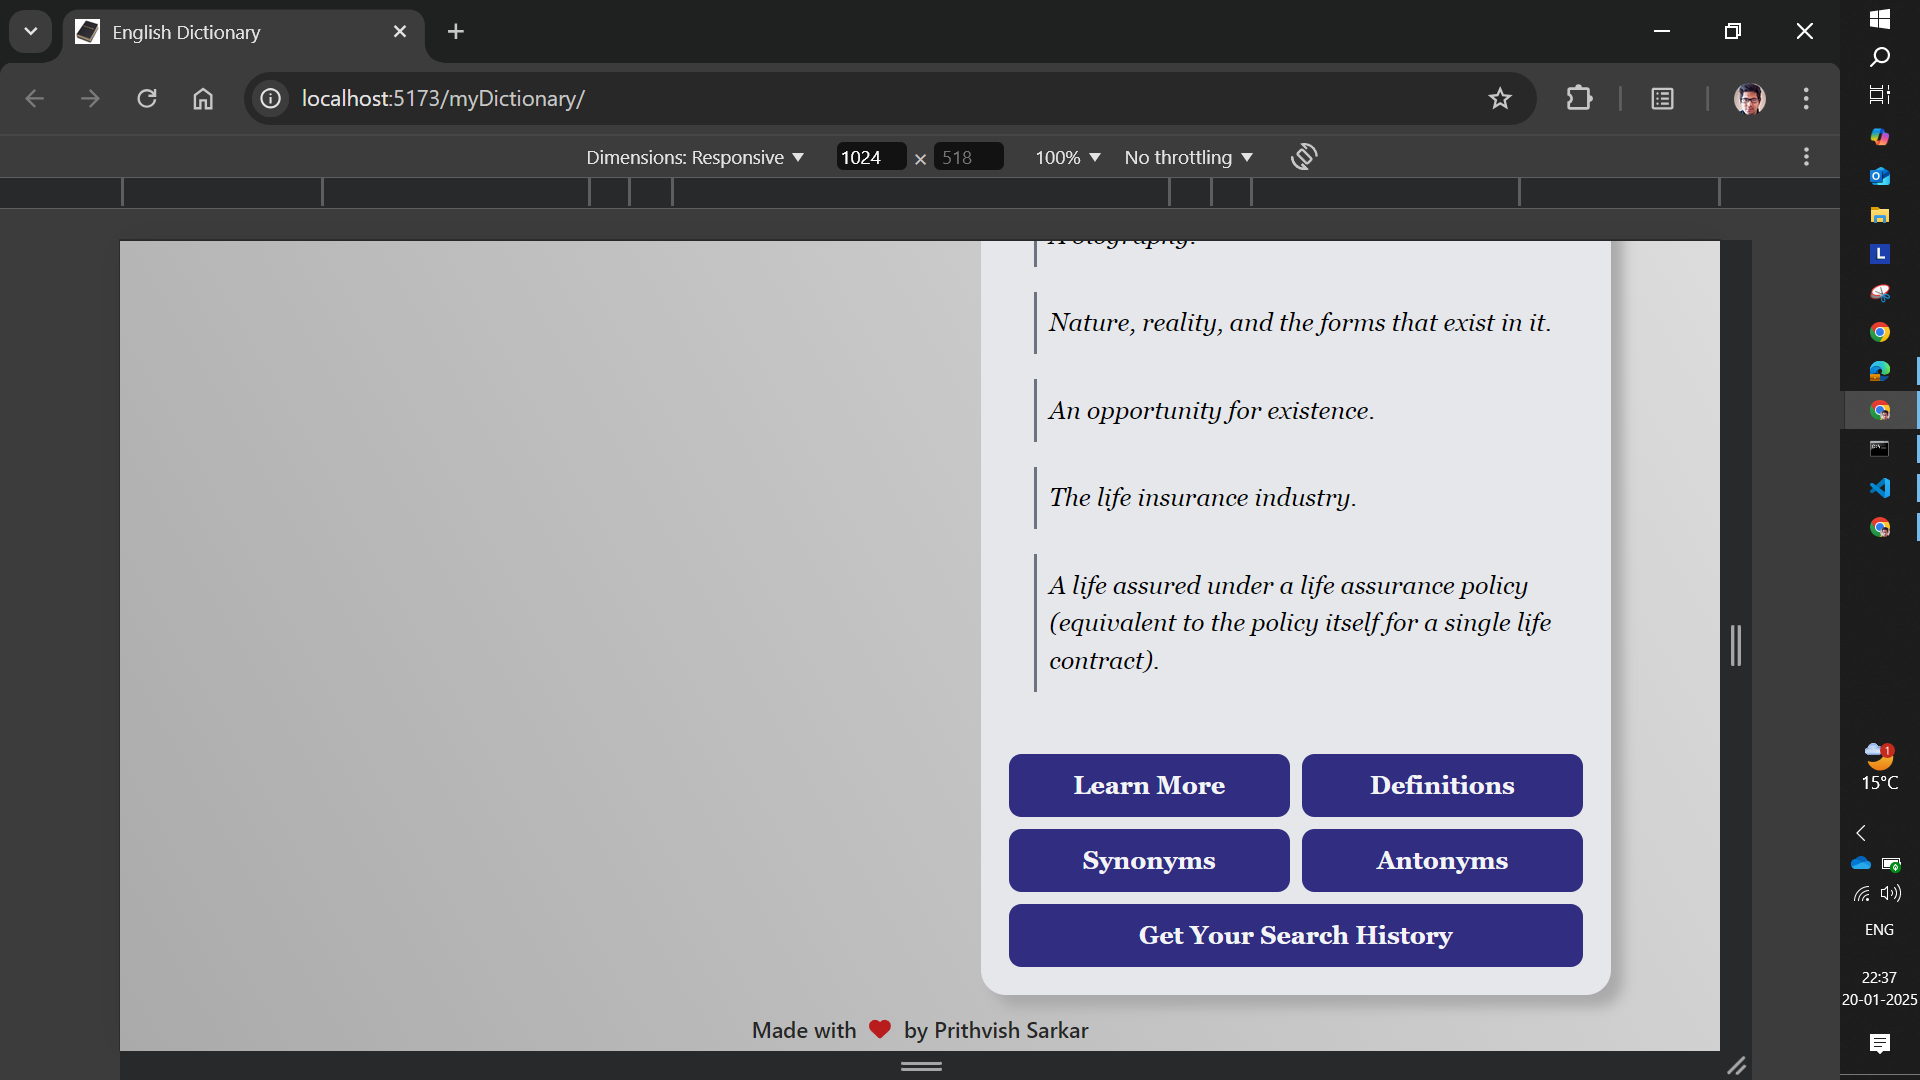 English Dictionary
localhost:5173/myDictionary/
Dimensions: Responsive 1024 × 518 100% No throttling
A biography.
Nature, reality, and the forms that exist in it.
An opportunity for existence.
The life insurance industry.
A life assured under a life assurance policy
(equivalent to the policy itself for a single life
contract).
Learn More
Definitions
Synonyms
Antonyms
Get Your Search History
Made with by Prithvish Sarkar
L
1
15°C
ENG
22:37
20-01-2025